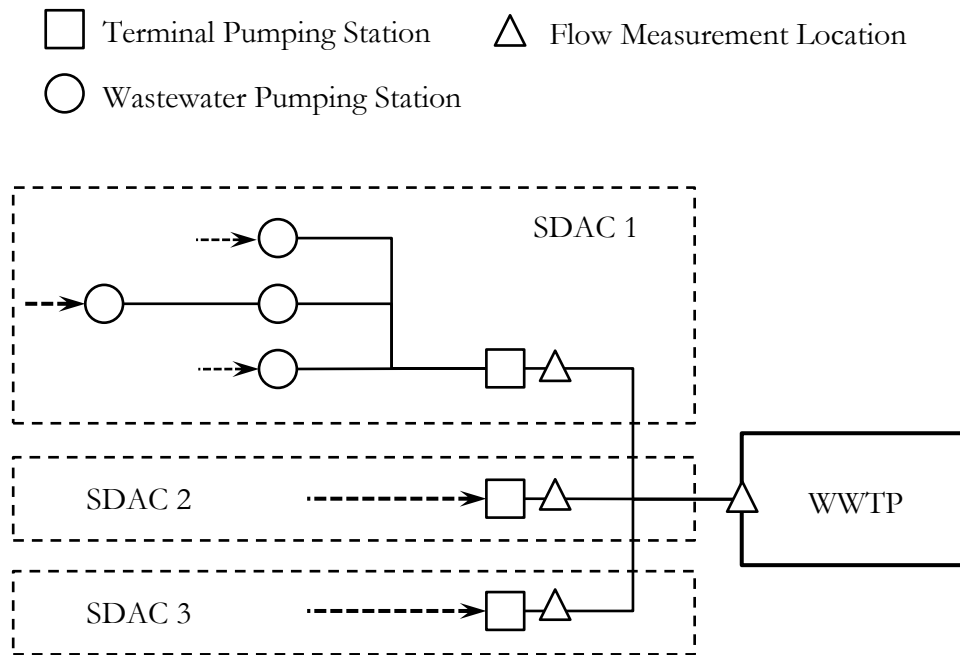 Terminal Pumping Station
Flow Measurement Location
Wastewater Pumping Station
SDAC 1
SDAC 2
WWTP
SDAC 3